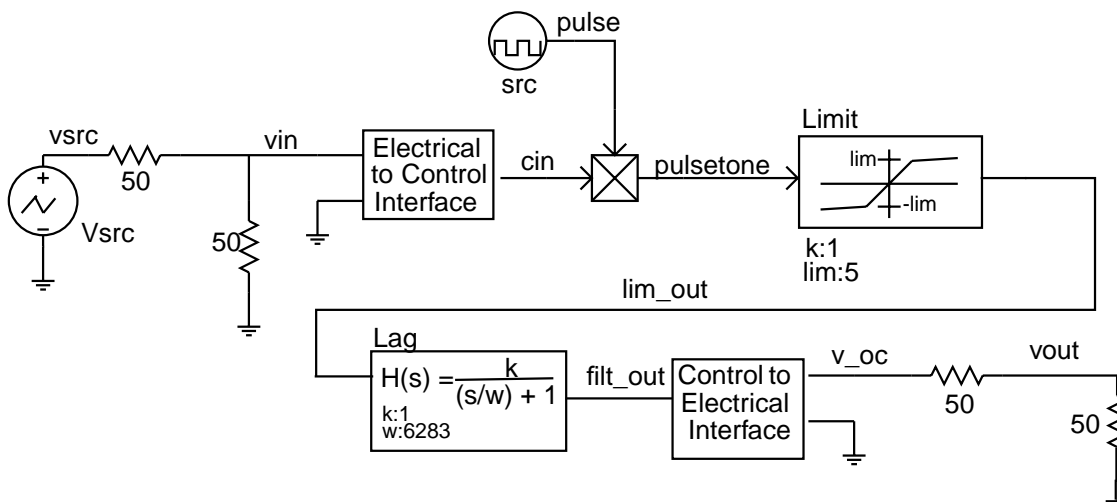 pulse
src
vsrc
50
vin
Electrical
to Control
Interface
cin
pulsetone
Limit
lim
-lim
k:1
lim:5
+
−
Vsrc
50
lim_out
Lag
H(s) = k
(s/w) + 1
k:1
w:6283
filt_out
Control to
Electrical
Interface
v_oc
50
vout
50